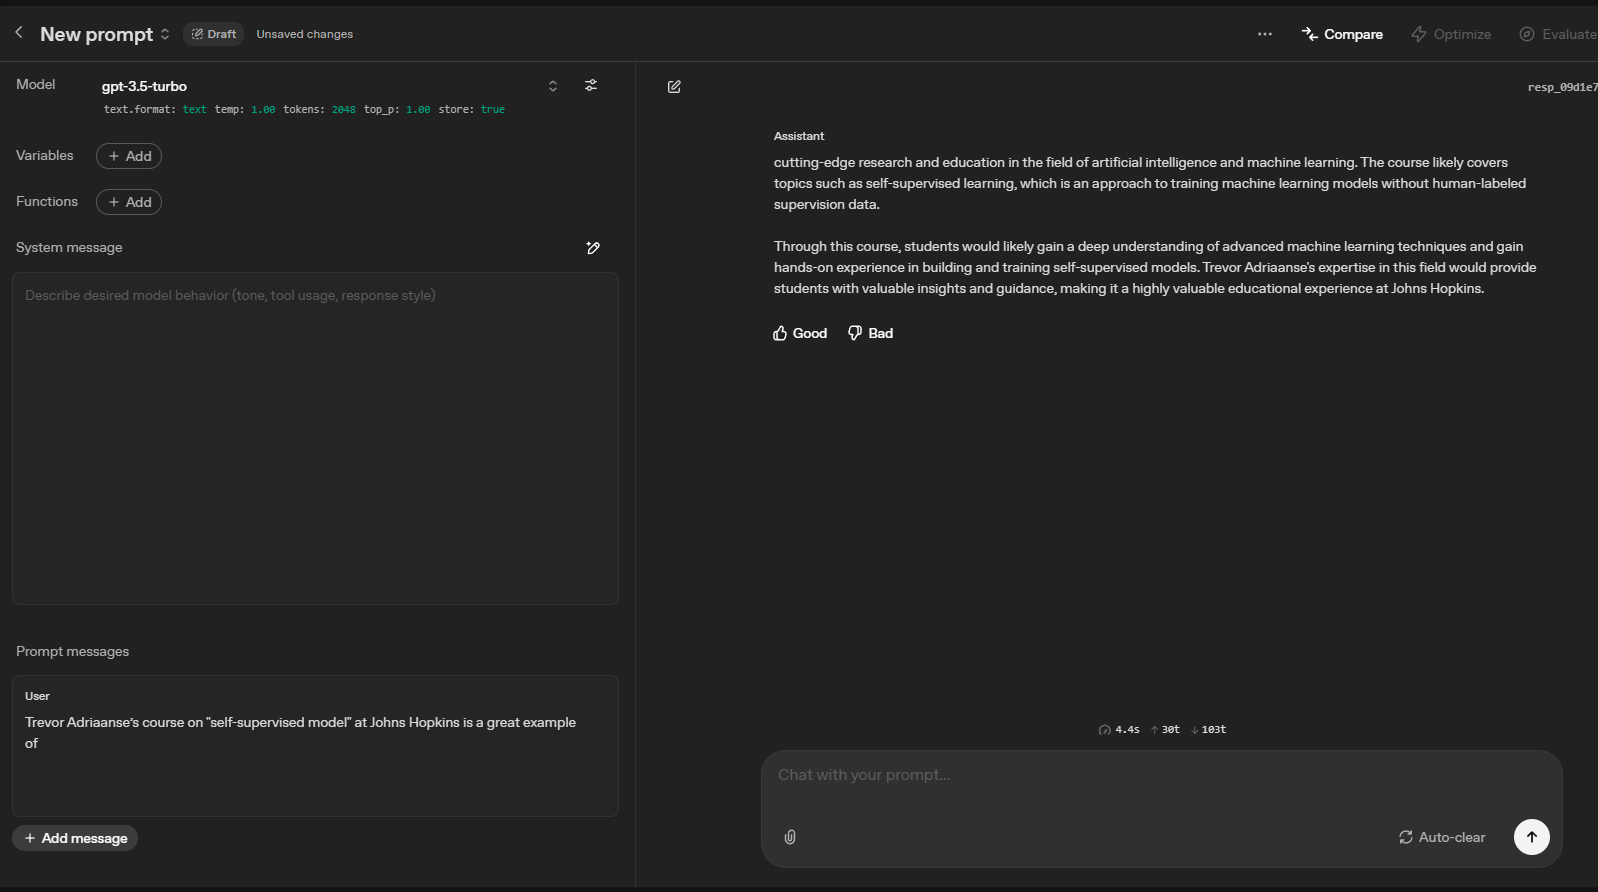 New prompt Draft Unsaved changes
Compare Optimize Evaluate
Model gpt-3.5-turbo
text.format: text temp: 1.00 tokens: 2048 top_p: 1.00 store: true
Variables + Add
Functions + Add
System message
Describe desired model behavior (tone, tool usage, response style)
Prompt messages
User
Trevor Adriaanse's course on "self-supervised model" at Johns Hopkins is a great example
of
+ Add message
resp_09d1e7
Assistant
cutting-edge research and education in the field of artificial intelligence and machine learning. The course likely covers
topics such as self-supervised learning, which is an approach to training machine learning models without human-labeled
supervision data.
Through this course, students would likely gain a deep understanding of advanced machine learning techniques and gain
hands-on experience in building and training self-supervised models. Trevor Adriaanse's expertise in this field would provide
students with valuable insights and guidance, making it a highly valuable educational experience at Johns Hopkins.
Good Bad
4.4s ↑ 30t ↓ 103t
Chat with your prompt...
Auto-clear